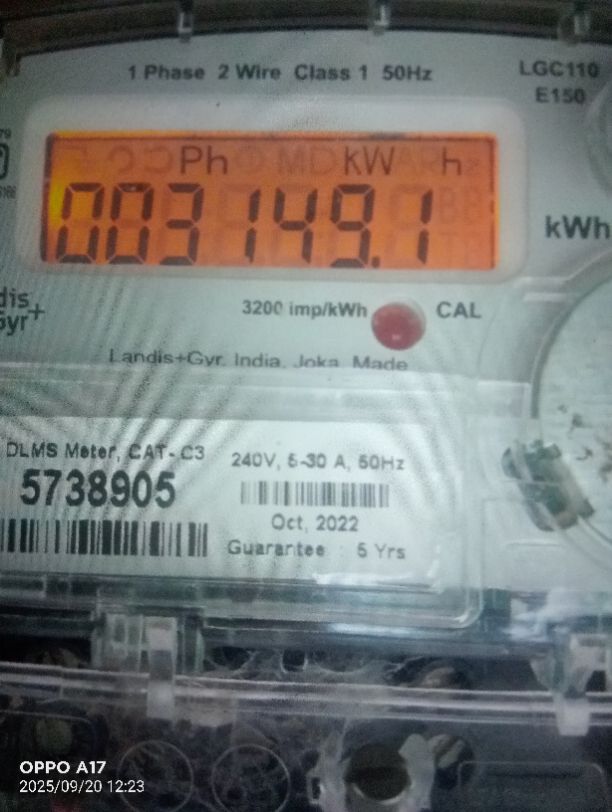 1 Phase 2 Wire Class 1 50Hz
LGC110
E150
Ph kW h
003149.1
kWh
dis+
Gyr
3200 imp/kWh
CAL
Landis+Gyr, India, Joka, Made
DLMS Meter, CAT- C3
5738905
240V, 5-30 A, 50Hz
Oct, 2022
Guarantee : 5 Yrs
OPPO A17
2025/09/20 12:23